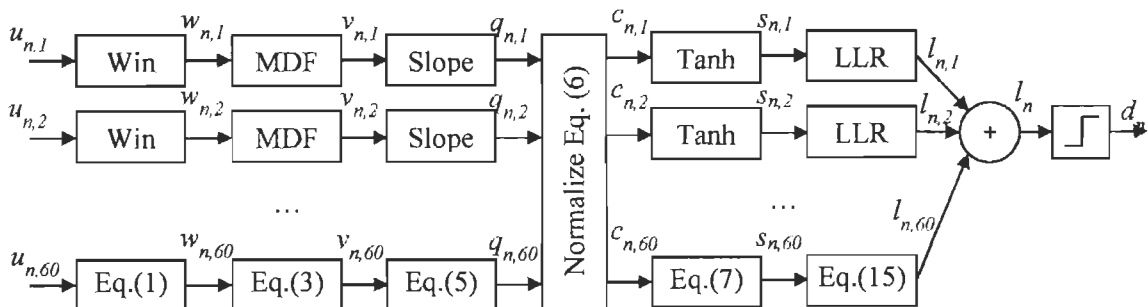 u_{n,1} Win w_{n,1} MDF v_{n,1} Slope q_{n,1} c_{n,1} Tanh s_{n,1} LLR l_{n,1}
u_{n,2} Win w_{n,2} MDF v_{n,2} Slope q_{n,2} c_{n,2} Tanh s_{n,2} LLR l_{n,2} + l_n d_n
Normalize Eq. (6)
... ...
u_{n,60} Eq.(1) w_{n,60} Eq.(3) v_{n,60} Eq.(5) q_{n,60} c_{n,60} Eq.(7) s_{n,60} Eq.(15) l_{n,60}